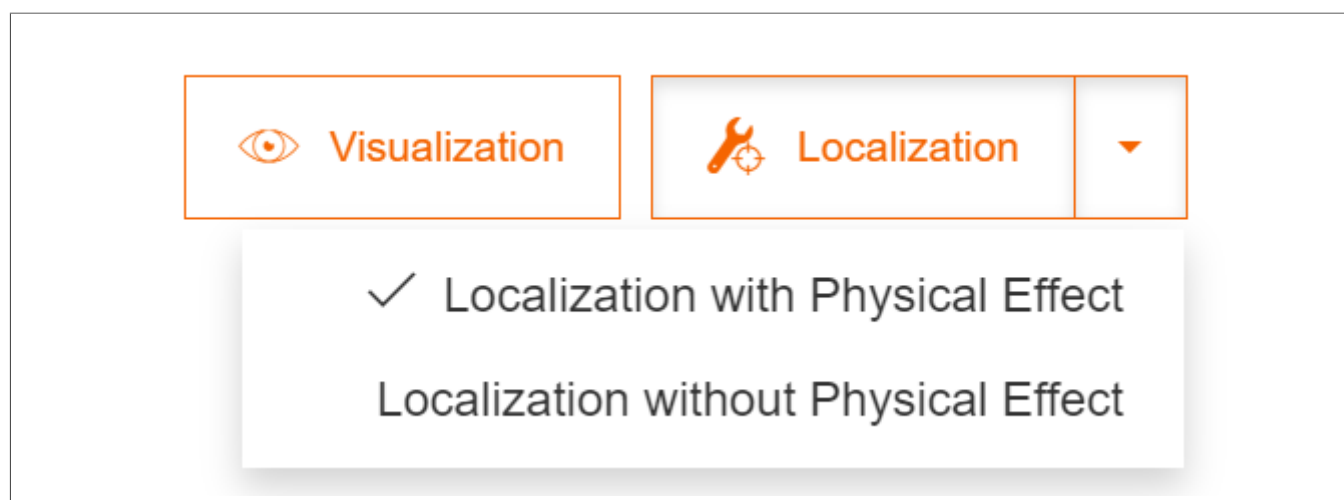 Visualization
Localization
Localization with Physical Effect
Localization without Physical Effect